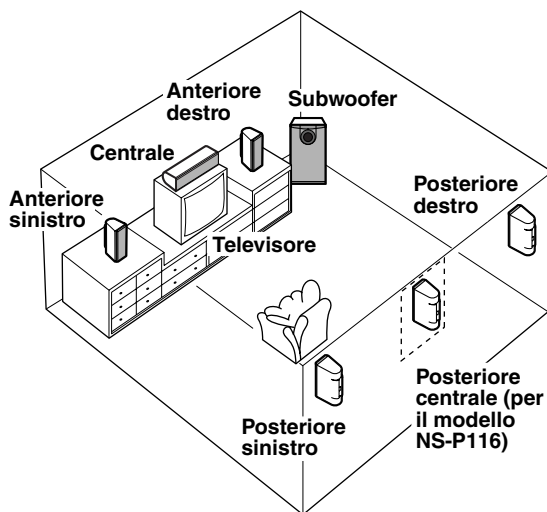 Anteriore
destro
Subwoofer
Centrale
Anteriore
sinistro
Posteriore
destro
Televisore
Posteriore
centrale (per
il modello
NS-P116)
Posteriore
sinistro